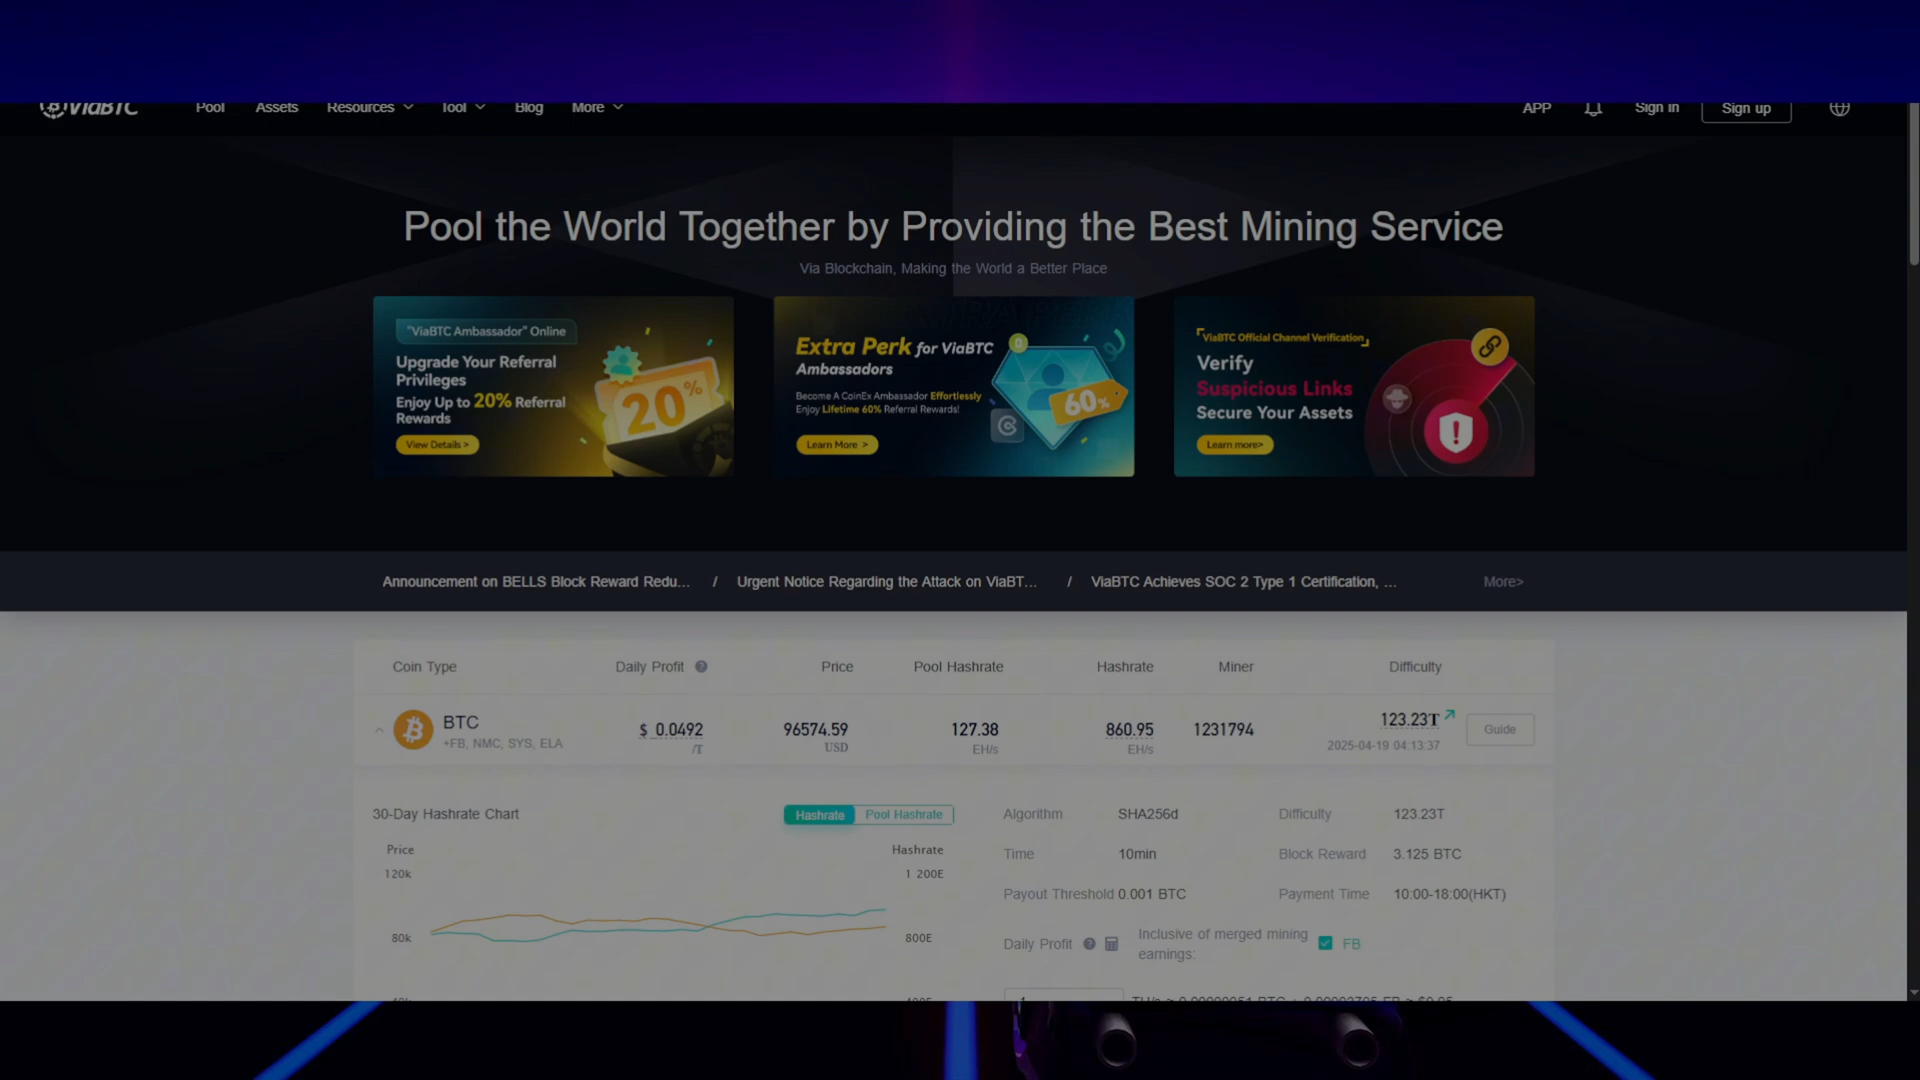 ViaBTC Pool Assets Resources Tool Blog More APP Sign in Sign up
Pool the World Together by Providing the Best Mining Service
Via Blockchain, Making the World a Better Place
"ViaBTC Ambassador" Online
Upgrade Your Referral
Privileges
Enjoy Up to 20% Referral
Rewards
View Details >
20%
Extra Perk for ViaBTC
Ambassadors
Become A CoinEx Ambassador Effortlessly
Enjoy Lifetime 60% Referral Rewards!
Learn More >
60%
ViaBTC Official Channel Verification
Verify
Suspicious Links
Secure Your Assets
Learn more>
Announcement on BELLS Block Reward Redu... / Urgent Notice Regarding the Attack on ViaBT... / ViaBTC Achieves SOC 2 Type 1 Certification, ... More>
Coin Type Daily Profit Price Pool Hashrate Hashrate Miner Difficulty
BTC $ 0.0492 96574.59 127.38 860.95 1231794 123.23T Guide
+FB, NMC, SYS, ELA /T USD EH/s EH/s 2025-04-19 04:13:37
30-Day Hashrate Chart Hashrate Pool Hashrate
Price Hashrate
120k 1 200E
80k 800E
Algorithm SHA256d Difficulty 123.23T
Time 10min Block Reward 3.125 BTC
Payout Threshold 0.001 BTC Payment Time 10:00-18:00(HKT)
Daily Profit Inclusive of merged mining earnings: FB